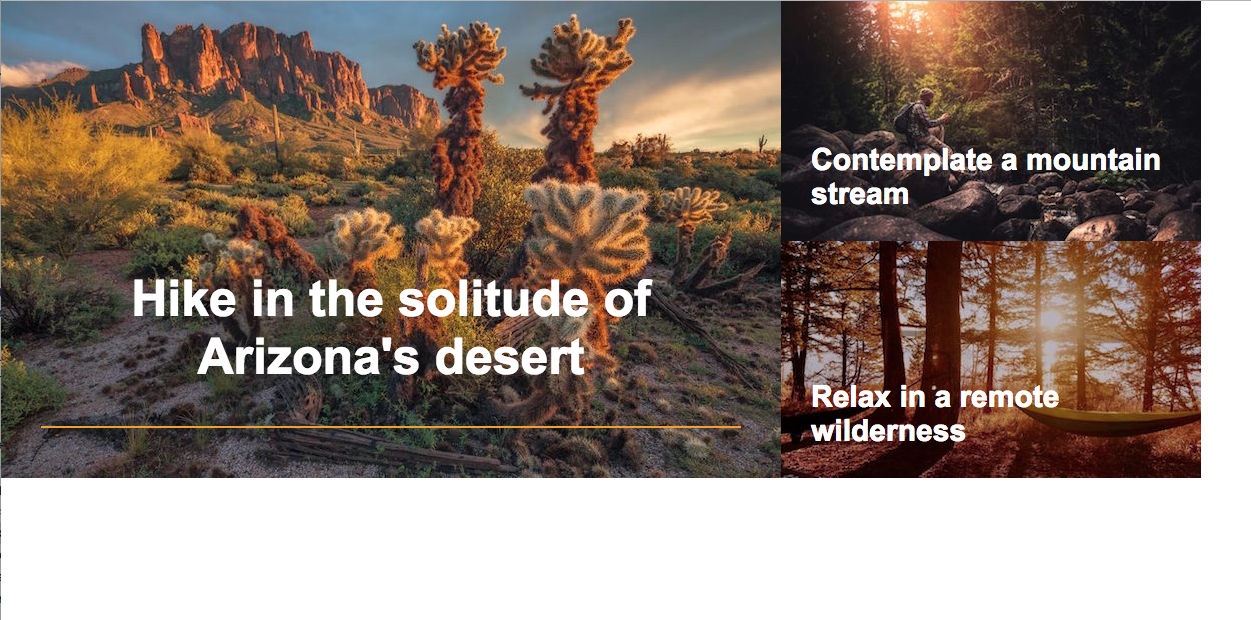 Hike in the solitude of
Arizona's desert
Contemplate a mountain
stream
Relax in a remote
wilderness